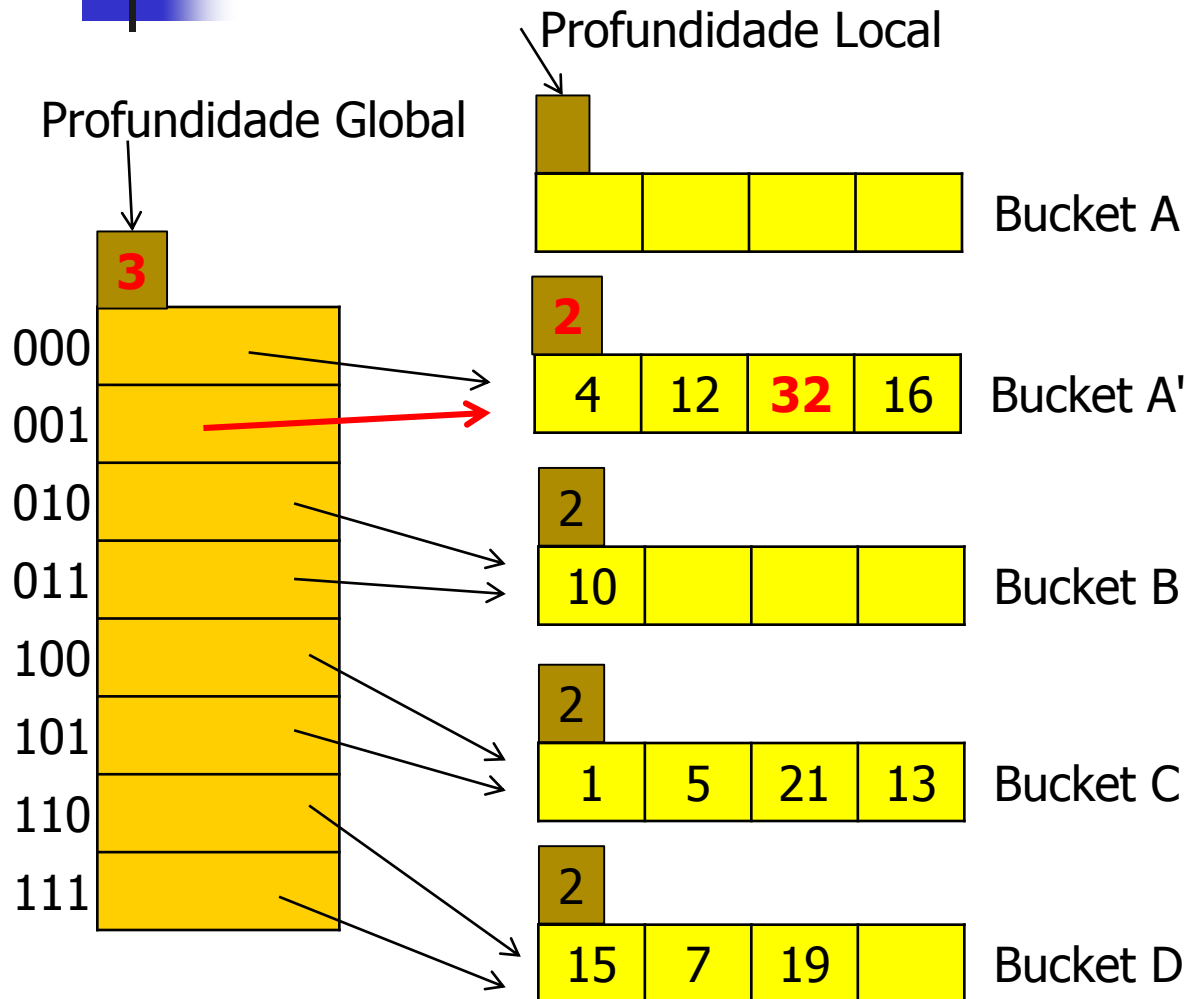 Profundidade Local
Profundidade Global
Bucket A
3
2
000
4 12 32 16 Bucket A'
001
2
010
011
10 Bucket B
100
2
101
1 5 21 13 Bucket C
110
2
111
15 7 19 Bucket D